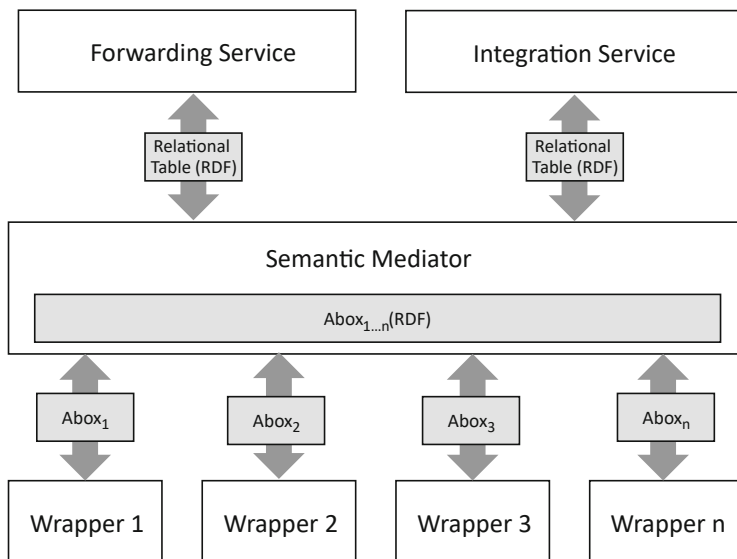 Forwarding Service
Integration Service
Relational
Table (RDF)
Relational
Table (RDF)
Semantic Mediator
Abox1...n(RDF)
Abox1
Abox2
Abox3
Aboxn
Wrapper 1
Wrapper 2
Wrapper 3
Wrapper n